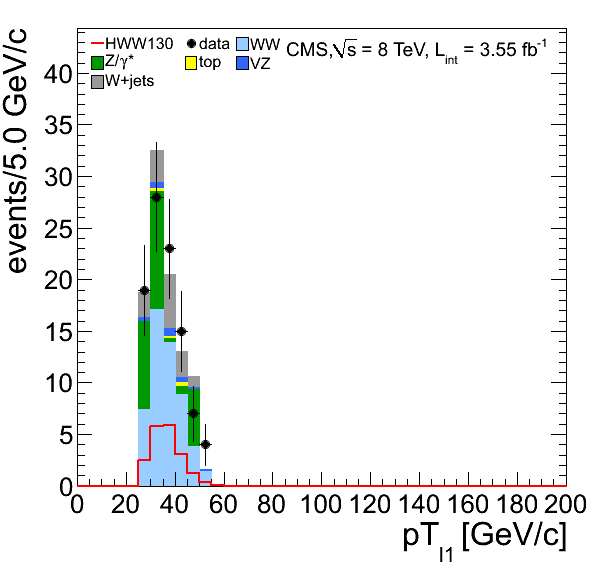 HWW130 data WW CMS,√s = 8 TeV, L_int = 3.55 fb⁻¹
Z/γ* top VZ
W+jets
events/5.0 GeV/c
40
35
30
25
20
15
10
5
0
0 20 40 60 80 100 120 140 160 180 200
pT_l1 [GeV/c]